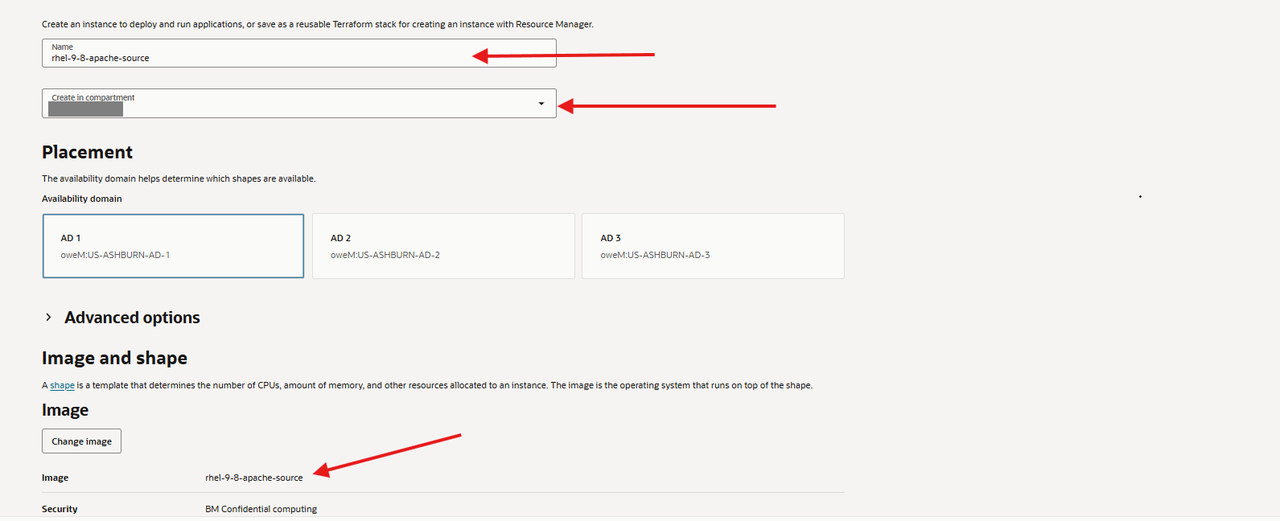 Create an instance to deploy and run applications, or save as a reusable Terraform stack for creating an instance with Resource Manager.
Name
rhel-9-8-apache-source
Create in compartment
Placement
The availability domain helps determine which shapes are available.
Availability domain
AD 1
oweM:US-ASHBURN-AD-1
AD 2
oweM:US-ASHBURN-AD-2
AD 3
oweM:US-ASHBURN-AD-3
Advanced options
Image and shape
A shape is a template that determines the number of CPUs, amount of memory, and other resources allocated to an instance. The image is the operating system that runs on top of the shape.
Image
Change image
Image rhel-9-8-apache-source
Security BM Confidential computing